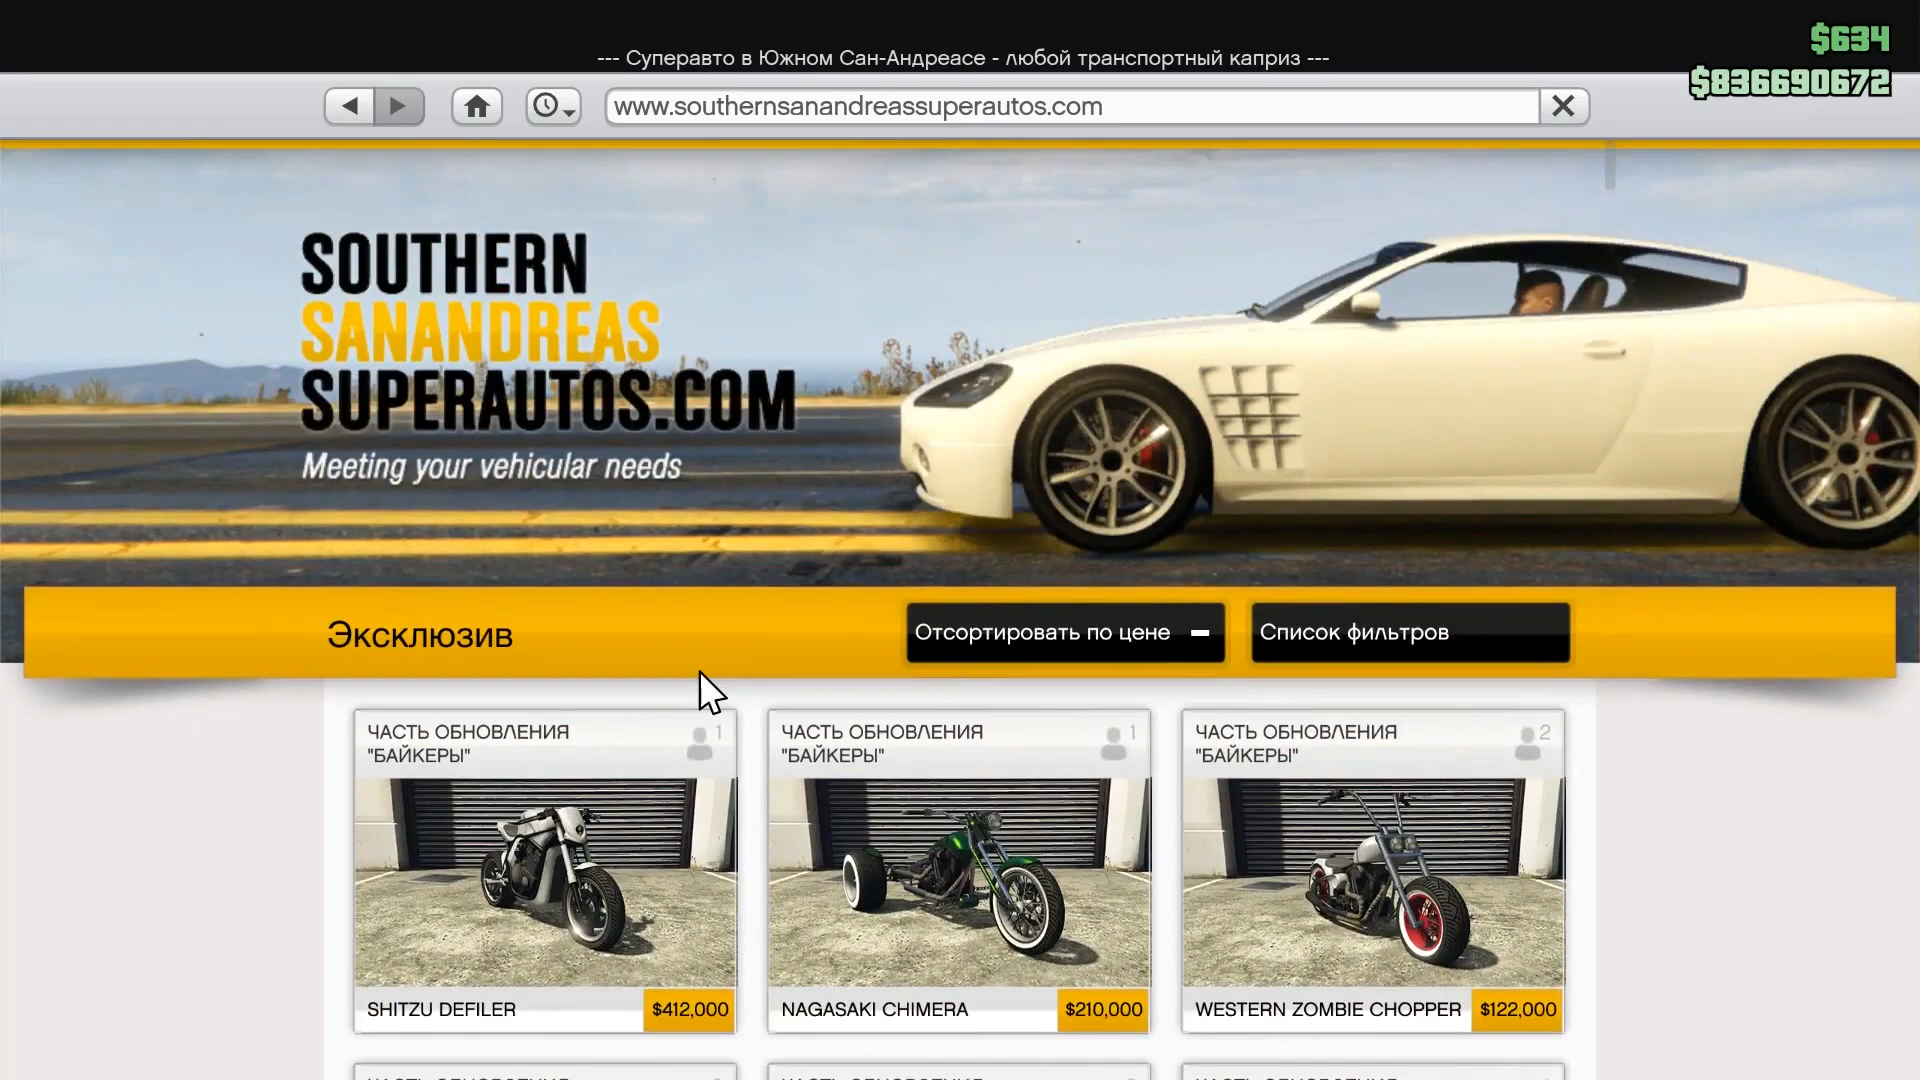 $634
--- Суперавто в Южном Сан-Андреасе - любой транспортный каприз ---
$836690672
www.southernsanandreassuperautos.com
SOUTHERN
SANANDREAS
SUPERAUTOS.COM
Meeting your vehicular needs
Эксклюзив
Отсортировать по цене
Список фильтров
ЧАСТЬ ОБНОВЛЕНИЯ
"БАЙКЕРЫ"
1
SHITZU DEFILER
$412,000
ЧАСТЬ ОБНОВЛЕНИЯ
"БАЙКЕРЫ"
1
NAGASAKI CHIMERA
$210,000
ЧАСТЬ ОБНОВЛЕНИЯ
"БАЙКЕРЫ"
2
WESTERN ZOMBIE CHOPPER
$122,000